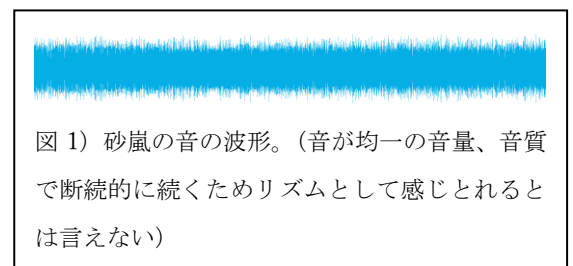 図 1）砂嵐の音の波形。（音が均一の音量、音質
で断続的に続くためリズムとして感じとれると
は言えない）